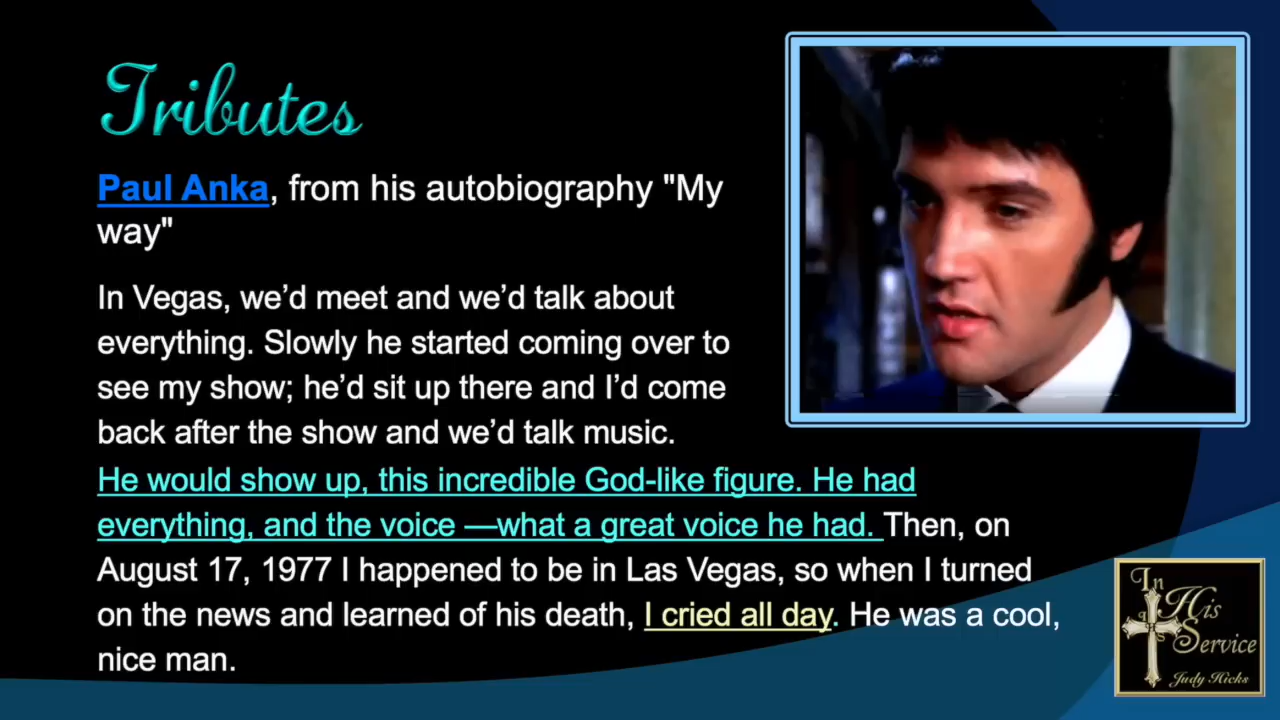 Tributes
Paul Anka, from his autobiography "My
way"
In Vegas, we’d meet and we’d talk about
everything. Slowly he started coming over to
see my show; he’d sit up there and I’d come
back after the show and we’d talk music.
He would show up, this incredible God-like figure. He had
everything, and the voice —what a great voice he had. Then, on
August 17, 1977 I happened to be in Las Vegas, so when I turned
on the news and learned of his death, I cried all day. He was a cool,
nice man.
In
His
Service
Judy Hicks